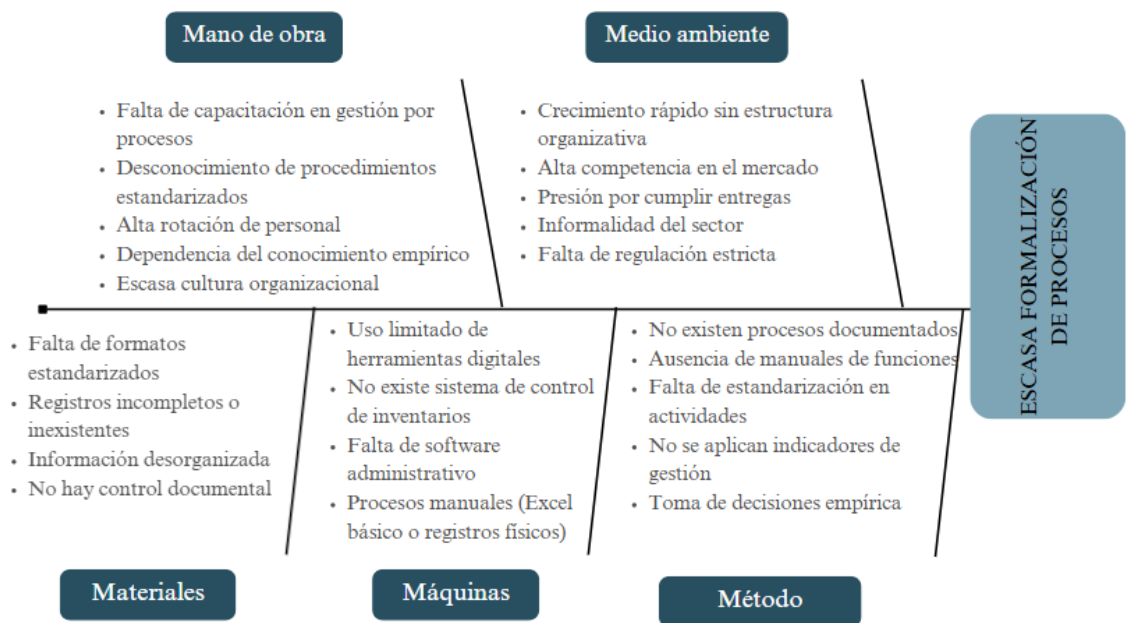 Mano de obra
• Falta de capacitación en gestión por
procesos
• Desconocimiento de procedimientos
estandarizados
• Alta rotación de personal
• Dependencia del conocimiento empírico
• Escasa cultura organizacional
Medio ambiente
• Crecimiento rápido sin estructura
organizativa
• Alta competencia en el mercado
• Presión por cumplir entregas
• Informalidad del sector
• Falta de regulación estricta
ESCASA FORMALIZACIÓN
DE PROCESOS
• Falta de formatos
estandarizados
• Registros incompletos o
inexistentes
• Información desorganizada
• No hay control documental
Materiales
• Uso limitado de
herramientas digitales
• No existe sistema de control
de inventarios
• Falta de software
administrativo
• Procesos manuales (Excel
básico o registros físicos)
Máquinas
• No existen procesos documentados
• Ausencia de manuales de funciones
• Falta de estandarización en
actividades
• No se aplican indicadores de
gestión
• Toma de decisiones empírica
Método